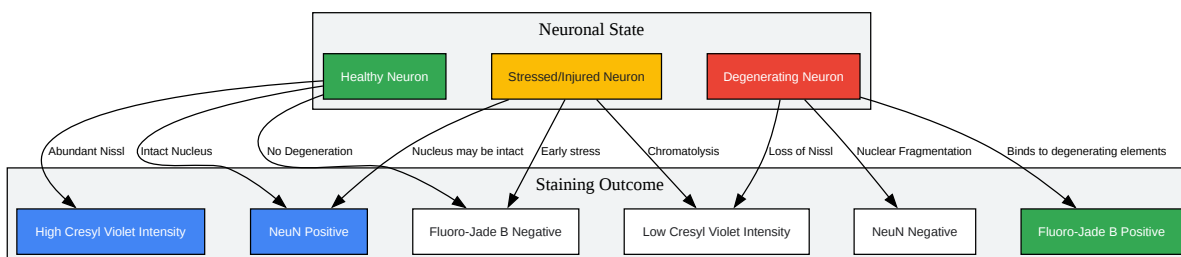 Neuronal State
Healthy Neuron
Stressed/Injured Neuron
Degenerating Neuron
Abundant Nissl
Intact Nucleus
No Degeneration
Nucleus may be intact
Early stress
Chromatolysis
Loss of Nissl
Nuclear Fragmentation
Binds to degenerating elements
Staining Outcome
High Cresyl Violet Intensity
NeuN Positive
Fluoro-Jade B Negative
Low Cresyl Violet Intensity
NeuN Negative
Fluoro-Jade B Positive